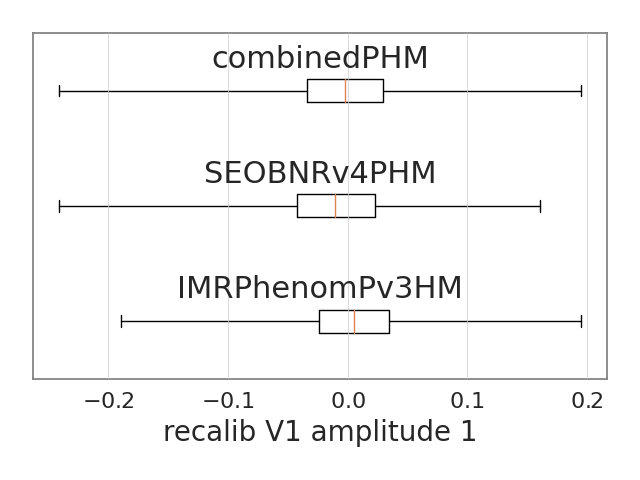 combinedPHM
SEOBNRv4PHM
IMRPhenomPv3HM
−0.2 −0.1 0.0 0.1 0.2
recalib V1 amplitude 1